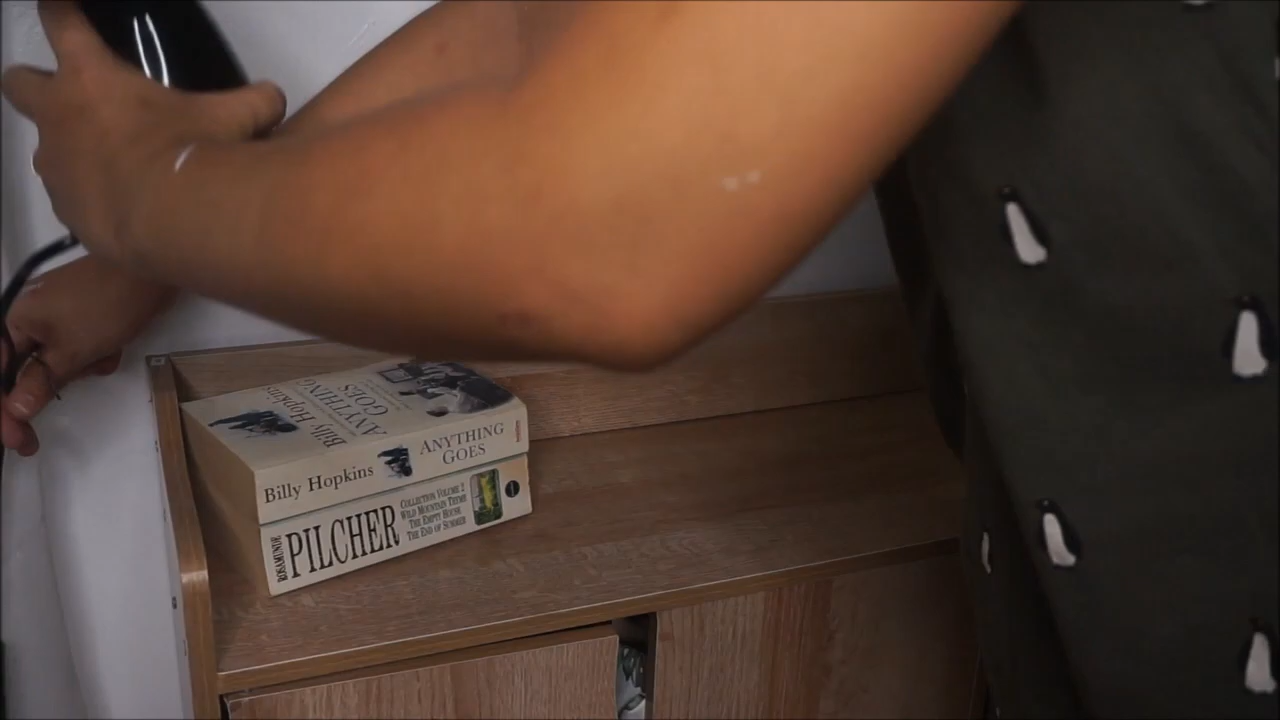 Billy Hopkins
ANYTHING
GOES
Billy Hopkins
ANYTHING
GOES
ROSAMUNDE
PILCHER
COLLECTION VOLUME 2
WILD MOUNTAIN THYME
THE EMPTY HOUSE
THE END OF SUMMER